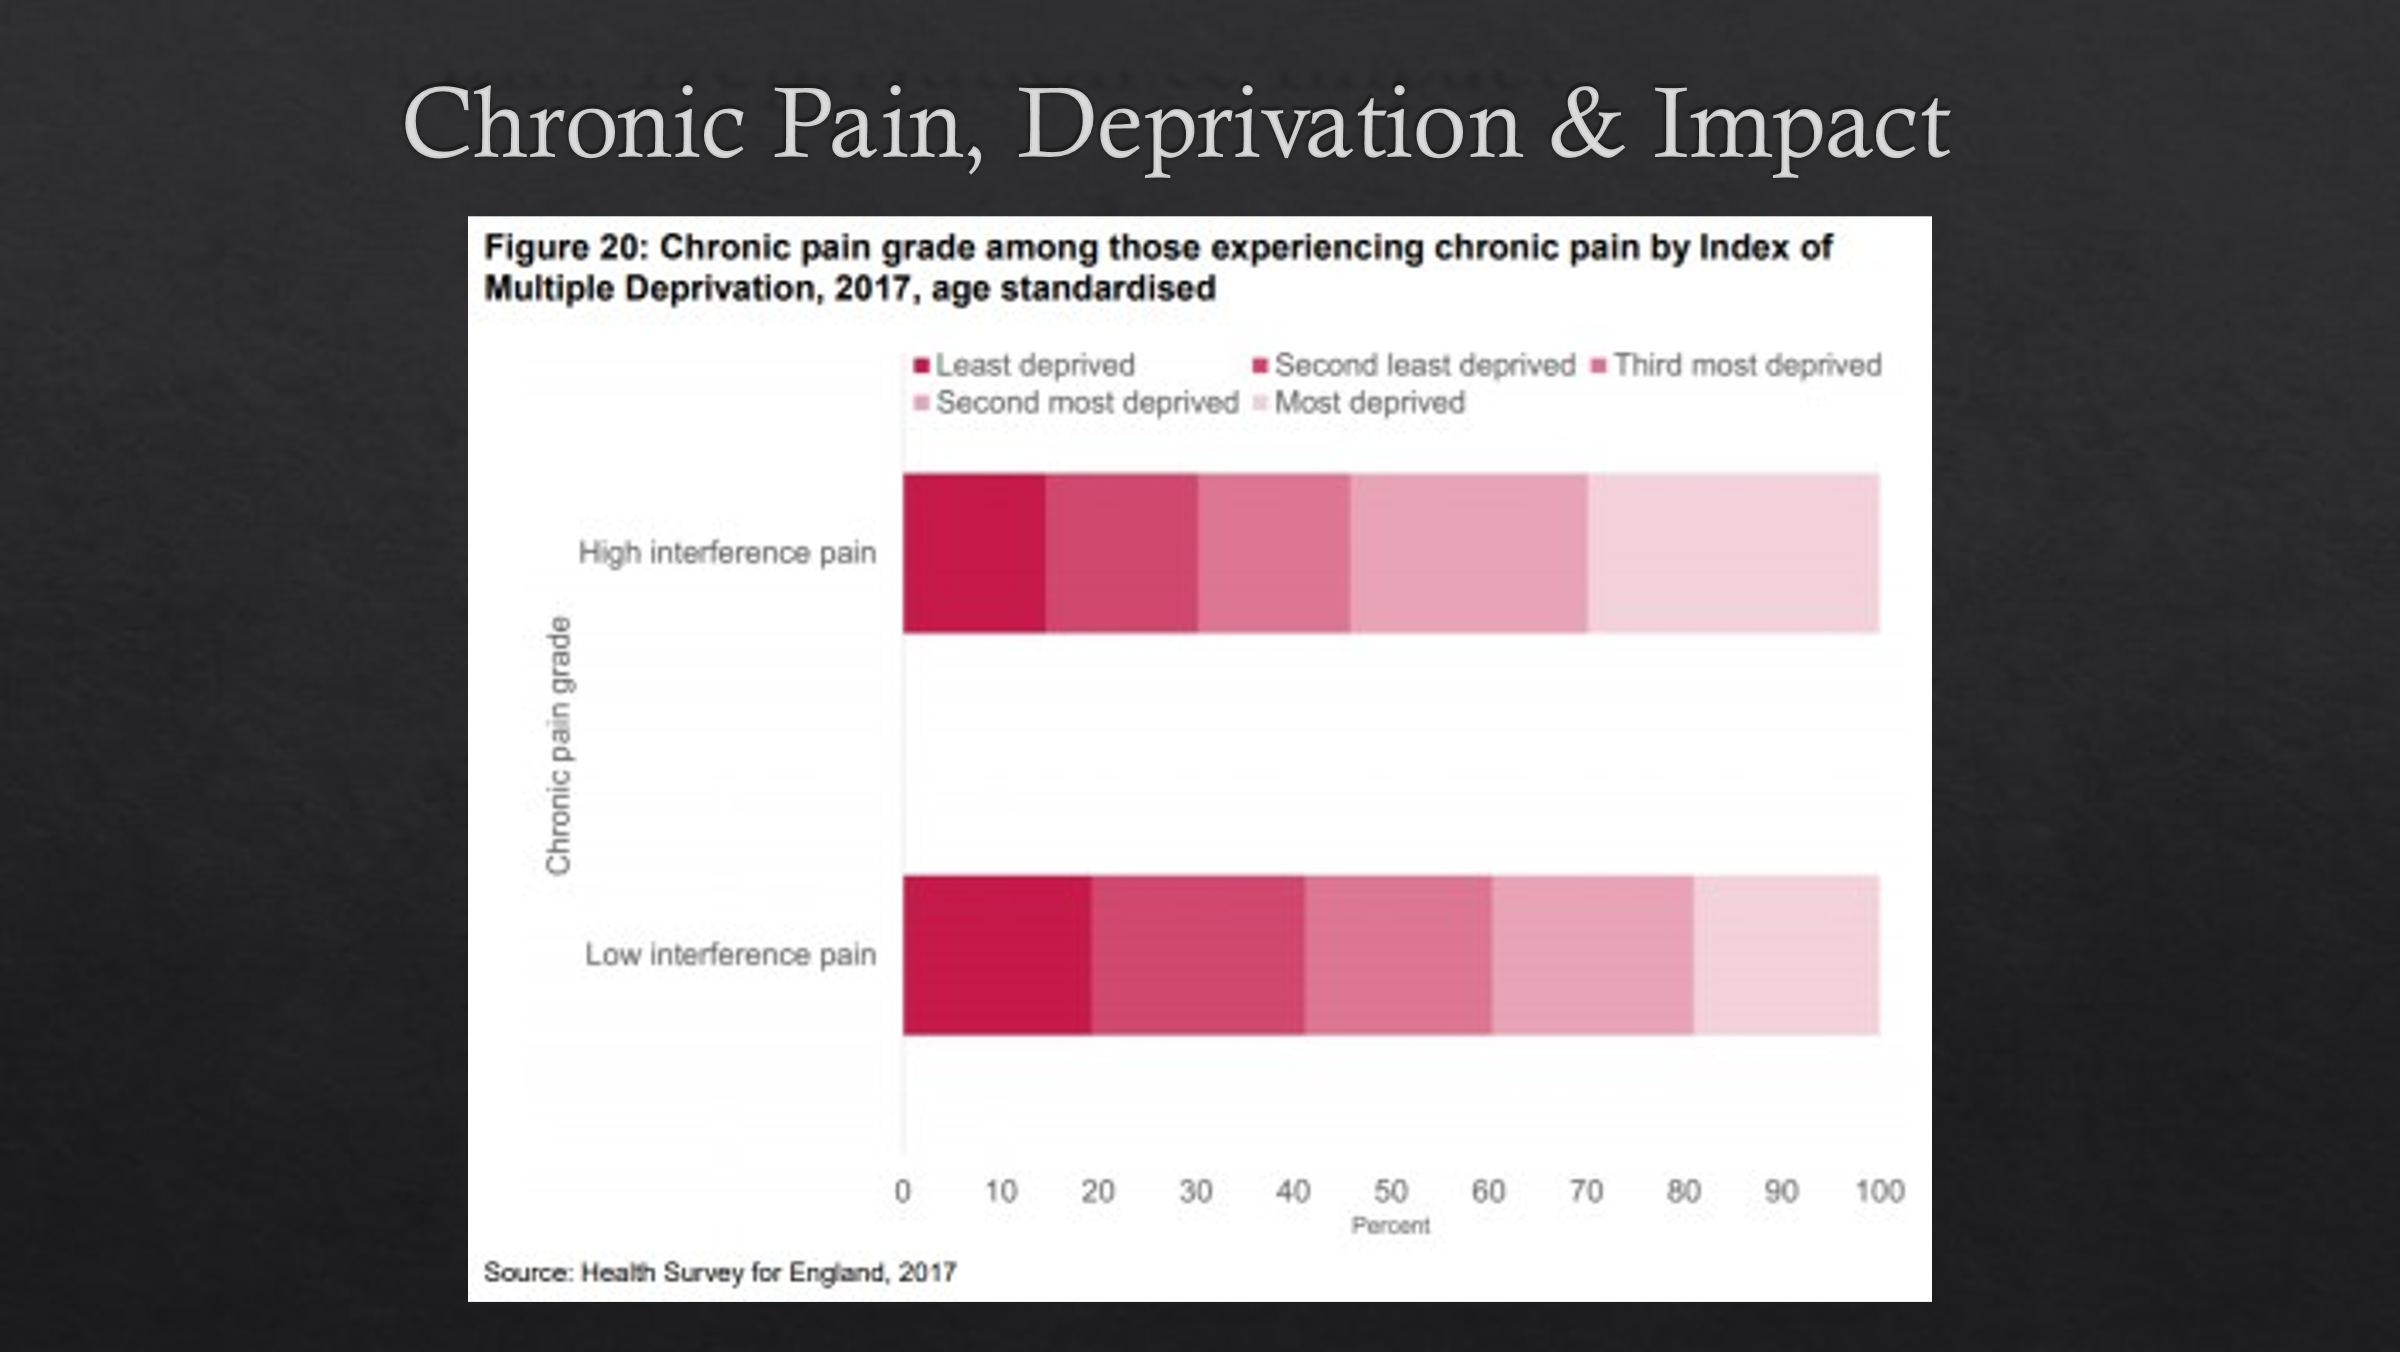 Chronic Pain, Deprivation & Impact
Figure 20: Chronic pain grade among those experiencing chronic pain by Index of
Multiple Deprivation, 2017, age standardised
Least deprived Second least deprived Third most deprived
Second most deprived Most deprived
High interference pain
Chronic pain grade
Low interference pain
0 10 20 30 40 50 60 70 80 90 100
Percent
Source: Health Survey for England, 2017